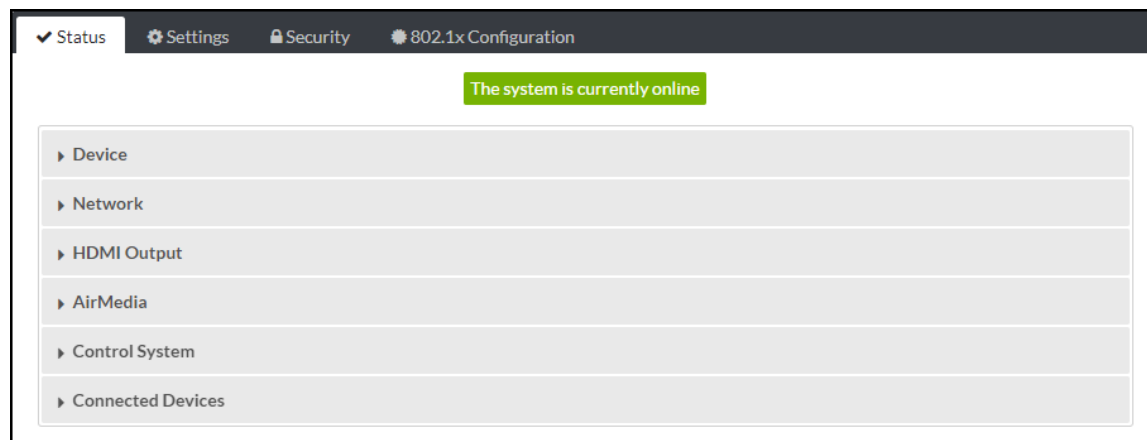 Status Settings Security 802.1x Configuration
The system is currently online
Device
Network
HDMI Output
AirMedia
Control System
Connected Devices